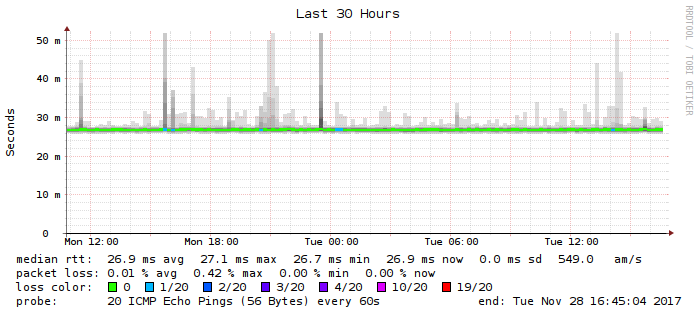 Last 30 Hours
RRDTOOL / TOBI OETIKER
Seconds
50 m
40 m
30 m
20 m
10 m
0
Mon 12:00 Mon 18:00 Tue 00:00 Tue 06:00 Tue 12:00
median rtt: 26.9 ms avg 27.1 ms max 26.7 ms min 26.9 ms now 0.0 ms sd 549.0 am/s
packet loss: 0.01 % avg 0.42 % max 0.00 % min 0.00 % now
loss color: 0 1/20 2/20 3/20 4/20 10/20 19/20
probe: 20 ICMP Echo Pings (56 Bytes) every 60s end: Tue Nov 28 16:45:04 2017